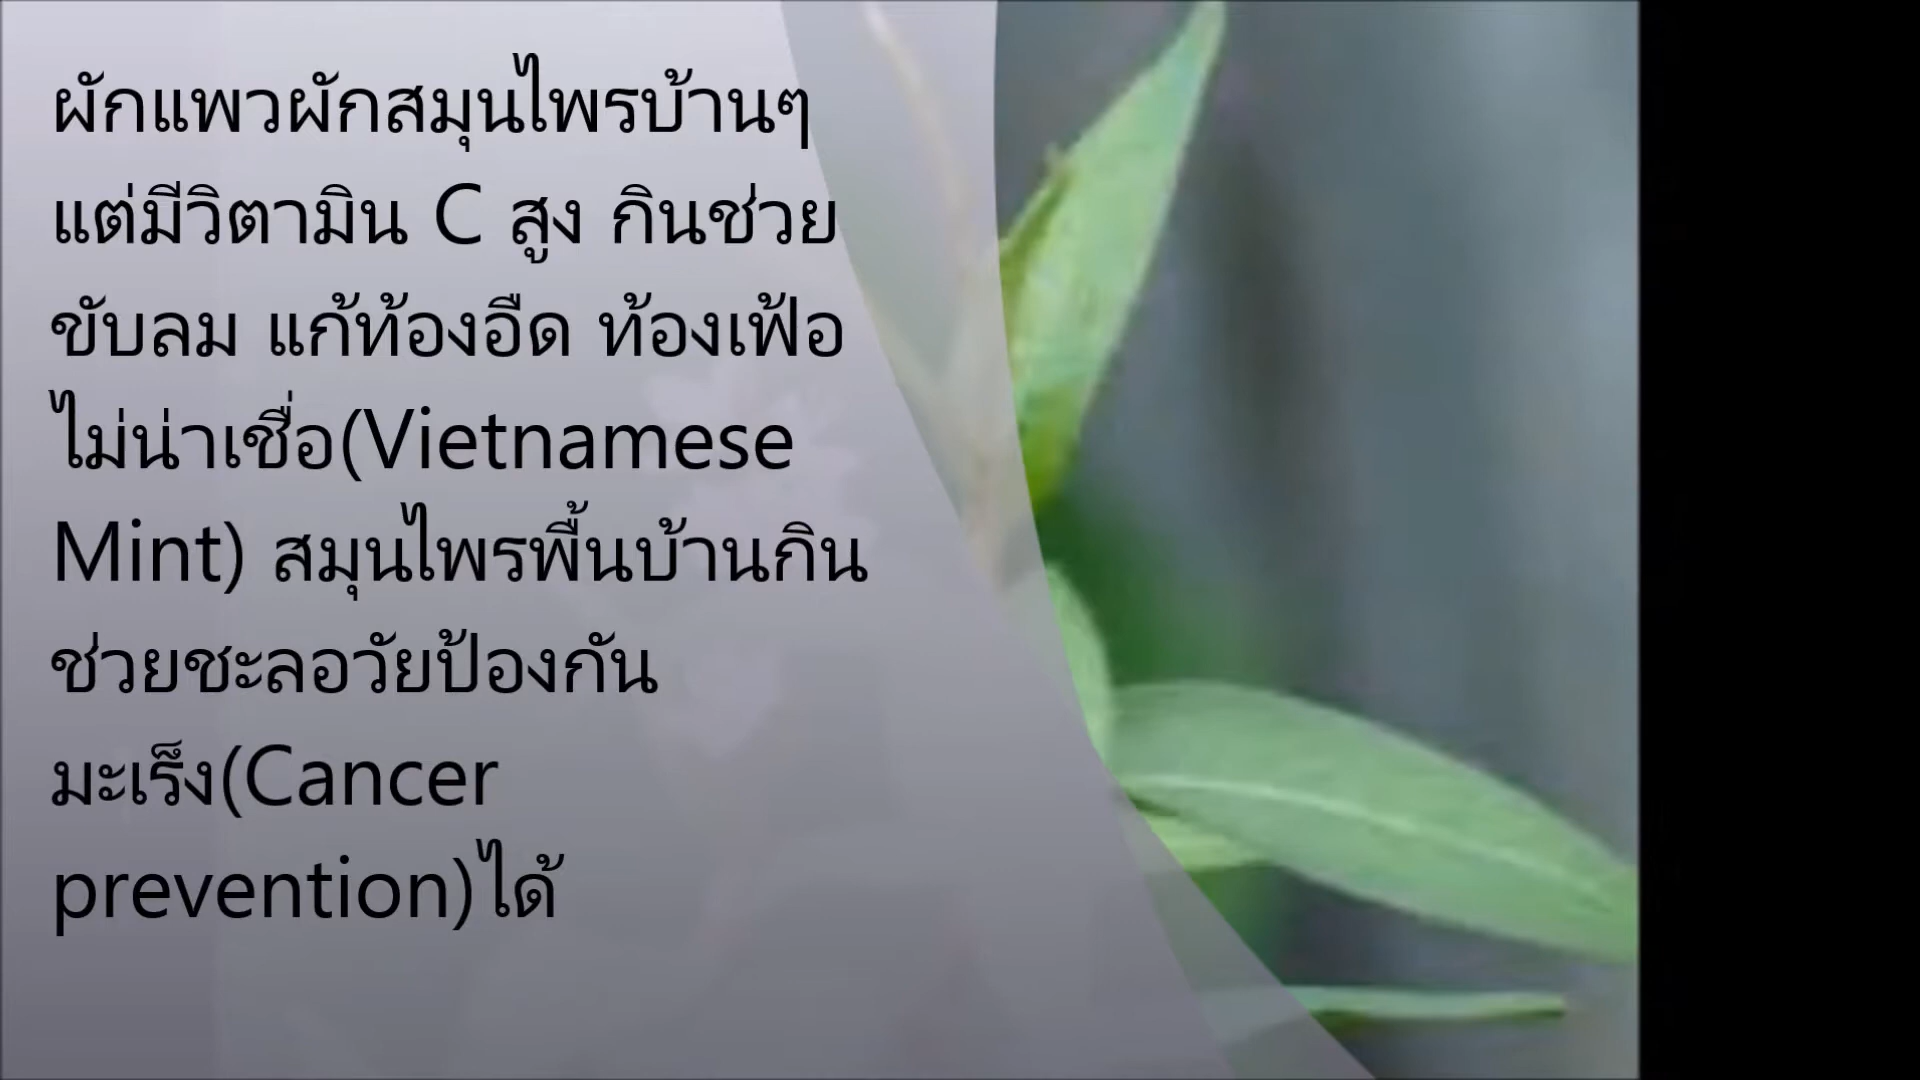 ผักแพวผักสมุนไพรบ้านๆ
แต่มีวิตามิน C สูง กินช่วย
ขับลม แก้ท้องอืด ท้องเฟ้อ
ไม่น่าเชื่อ(Vietnamese
Mint) สมุนไพรพื้นบ้านกิน
ช่วยชะลอวัยป้องกัน
มะเร็ง(Cancer
prevention)ได้